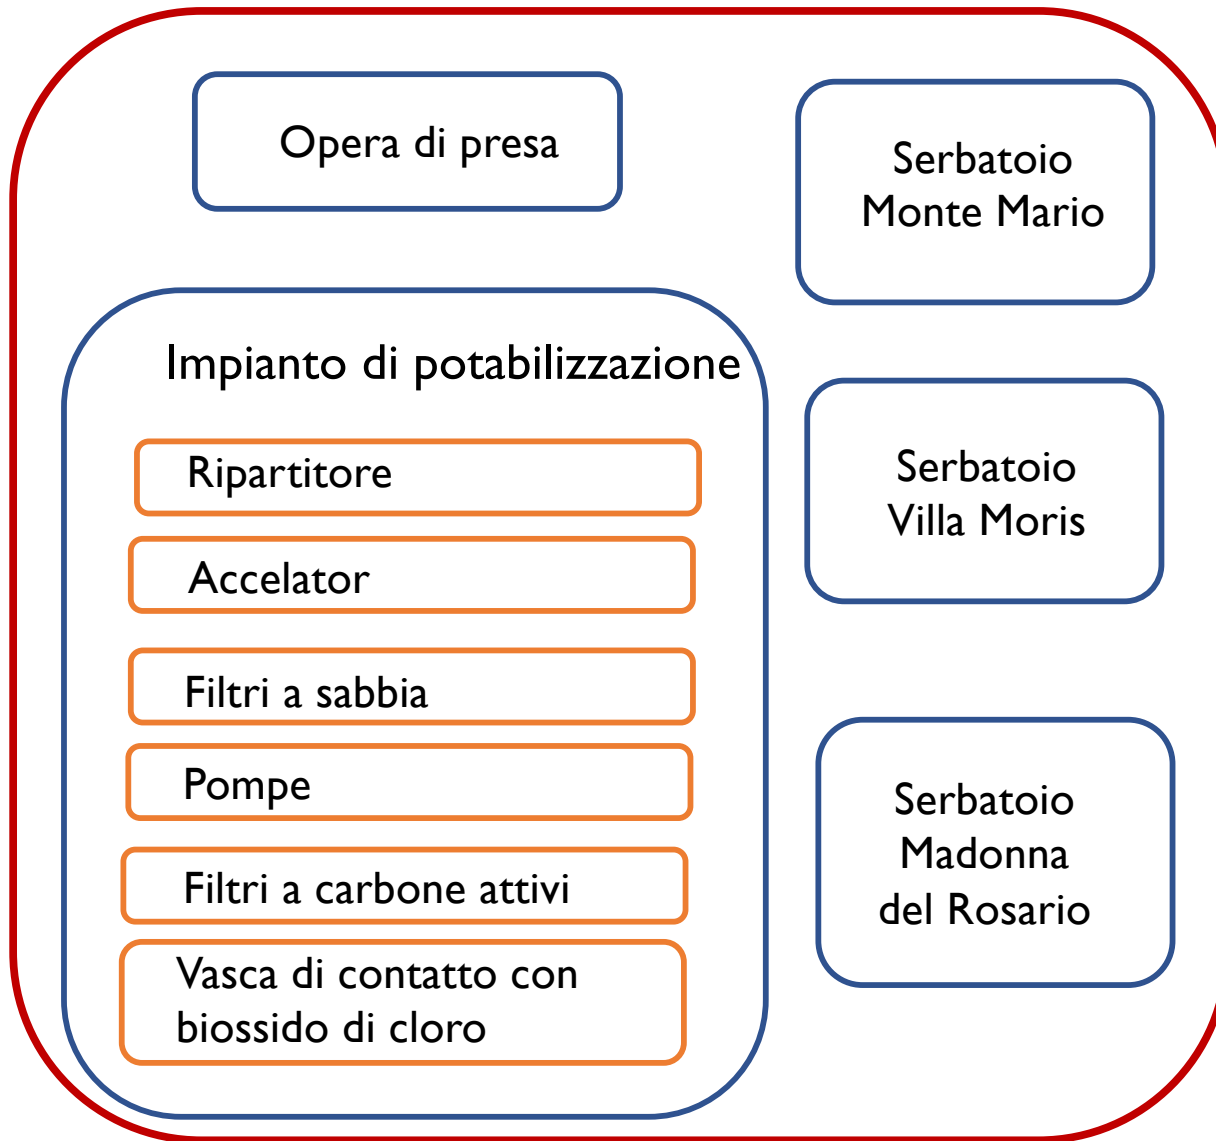 Opera di presa
Serbatoio
Monte Mario
Impianto di potabilizzazione
Ripartitore
Accelator
Filtri a sabbia
Pompe
Filtri a carbone attivi
Vasca di contatto con
biossido di cloro
Serbatoio
Villa Moris
Serbatoio
Madonna
del Rosario